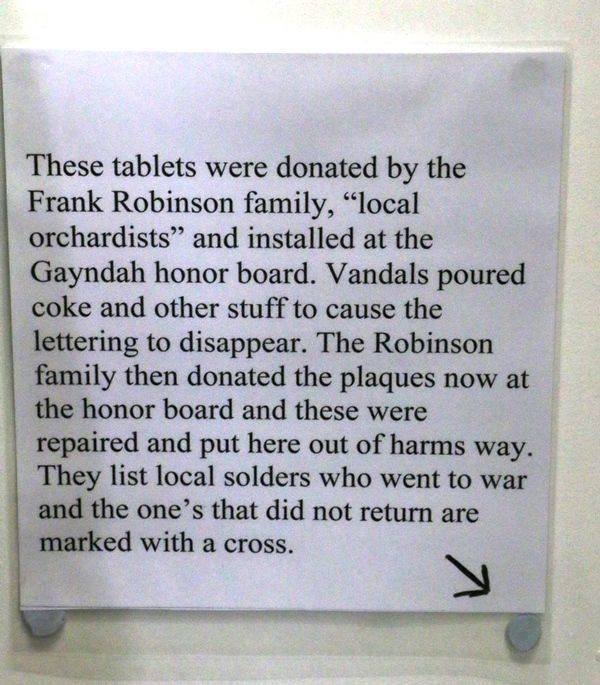 These tablets were donated by the
Frank Robinson family, “local
orchardists” and installed at the
Gayndah honor board. Vandals poured
coke and other stuff to cause the
lettering to disappear. The Robinson
family then donated the plaques now at
the honor board and these were
repaired and put here out of harms way.
They list local solders who went to war
and the one’s that did not return are
marked with a cross.